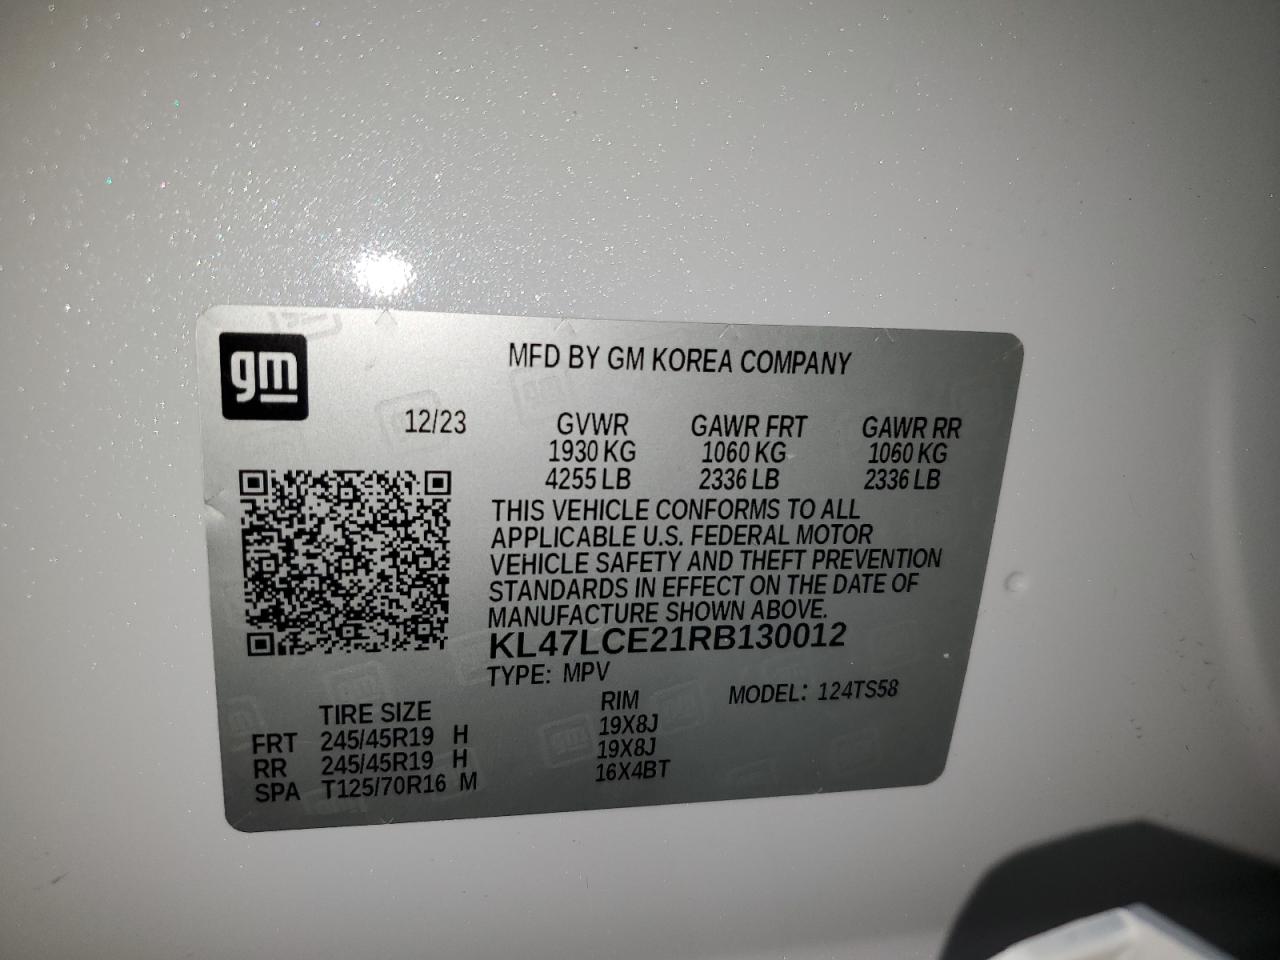 gm
MFD BY GM KOREA COMPANY
12/23 GVWR GAWR FRT GAWR RR
1930 KG 1060 KG 1060 KG
4255 LB 2336 LB 2336 LB
THIS VEHICLE CONFORMS TO ALL
APPLICABLE U.S. FEDERAL MOTOR
VEHICLE SAFETY AND THEFT PREVENTION
STANDARDS IN EFFECT ON THE DATE OF
MANUFACTURE SHOWN ABOVE.
KL47LCE21RB130012
TYPE: MPV
MODEL: 124TS58
TIRE SIZE RIM
FRT 245/45R19 H 19X8J
RR 245/45R19 H 19X8J
SPA T125/70R16 M 16X4BT